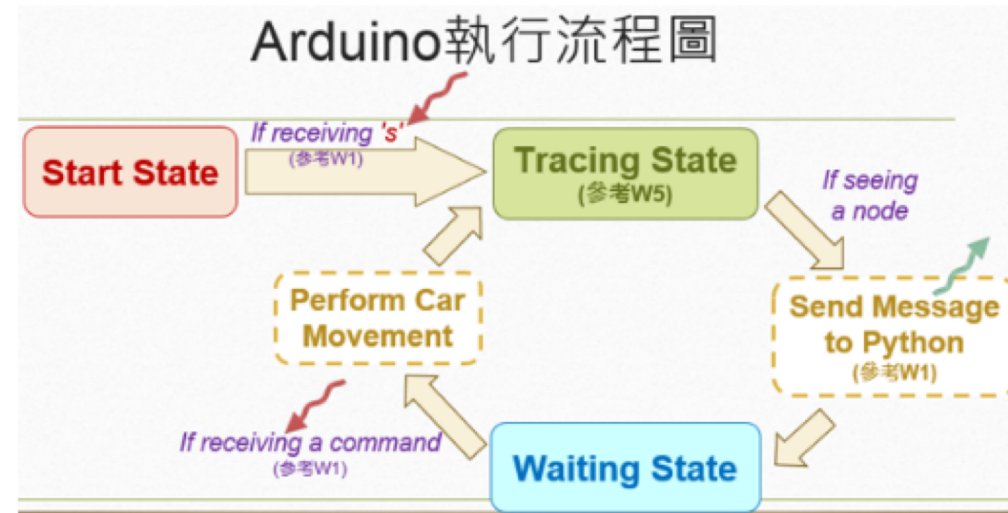 Arduino執行流程圖
If receiving 's'
(參考W1)
Start State
Tracing State
(參考W5)
If seeing
a node
Perform Car
Movement
Send Message
to Python
(參考W1)
If receiving a command
(參考W1)
Waiting State